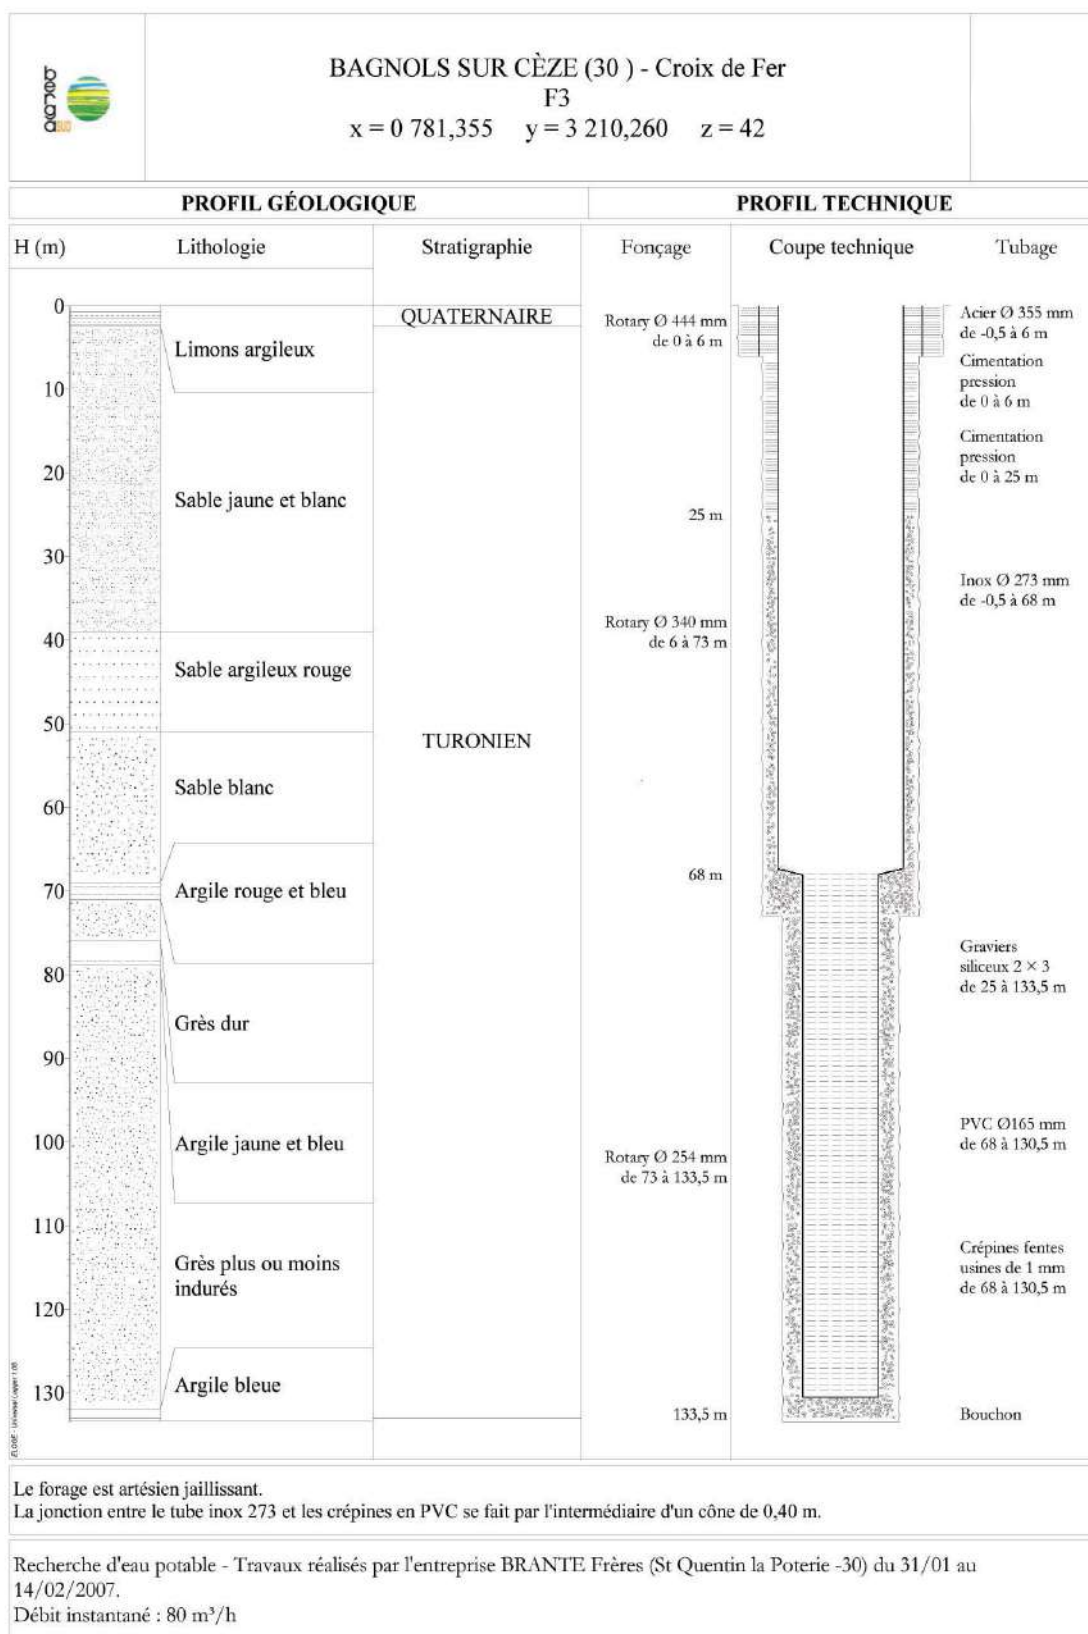 berga
SUD
BAGNOLS SUR CÈZE (30 ) - Croix de Fer
F3
x = 0 781,355 y = 3 210,260 z = 42
PROFIL GÉOLOGIQUE
PROFIL TECHNIQUE
H (m)
Lithologie
Stratigraphie
Fonçage
Coupe technique
Tubage
0
10
20
30
40
50
60
70
80
90
100
110
120
130
Limons argileux
Sable jaune et blanc
Sable argileux rouge
Sable blanc
Argile rouge et bleu
Grès dur
Argile jaune et bleu
Grès plus ou moins
indurés
Argile bleue
QUATERNAIRE
TURONIEN
Rotary Ø 444 mm
de 0 à 6 m
25 m
Rotary Ø 340 mm
de 6 à 73 m
68 m
Rotary Ø 254 mm
de 73 à 133,5 m
133,5 m
Acier Ø 355 mm
de -0,5 à 6 m
Cimentation
pression
de 0 à 6 m
Cimentation
pression
de 0 à 25 m
Inox Ø 273 mm
de -0,5 à 68 m
Graviers
siliceux 2 × 3
de 25 à 133,5 m
PVC Ø165 mm
de 68 à 130,5 m
Crépines fentes
usines de 1 mm
de 68 à 130,5 m
Bouchon
Le forage est artésien jaillissant.
La jonction entre le tube inox 273 et les crépines en PVC se fait par l'intermédiaire d'un cône de 0,40 m.
Recherche d'eau potable - Travaux réalisés par l'entreprise BRANTE Frères (St Quentin la Poterie -30) du 31/01 au
14/02/2007.
Débit instantané : 80 m³/h